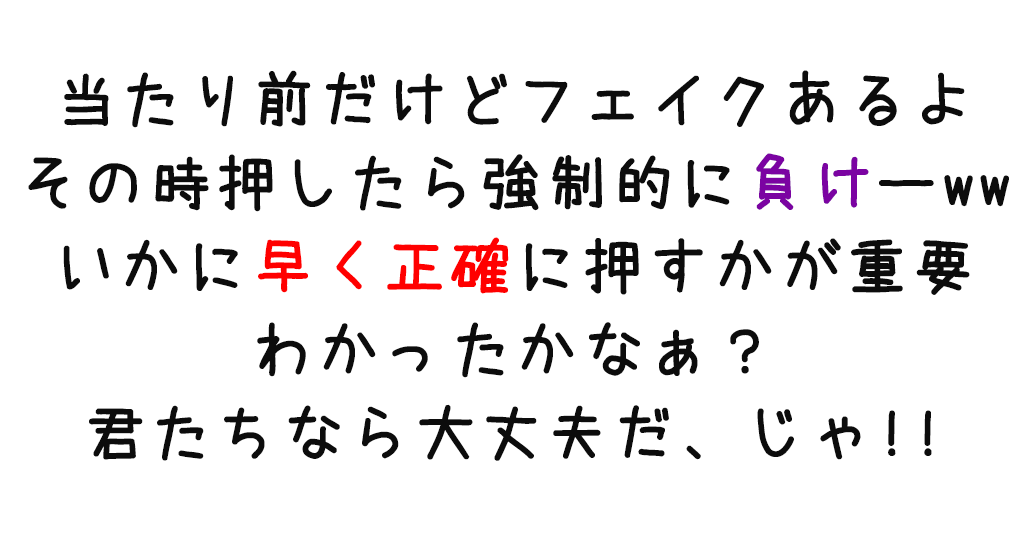 当たり前だけどフェイクあるよ
その時押したら強制的に負けーww
いかに早く正確に押すかが重要
わかったかなぁ？
君たちなら大丈夫だ、じゃ!!